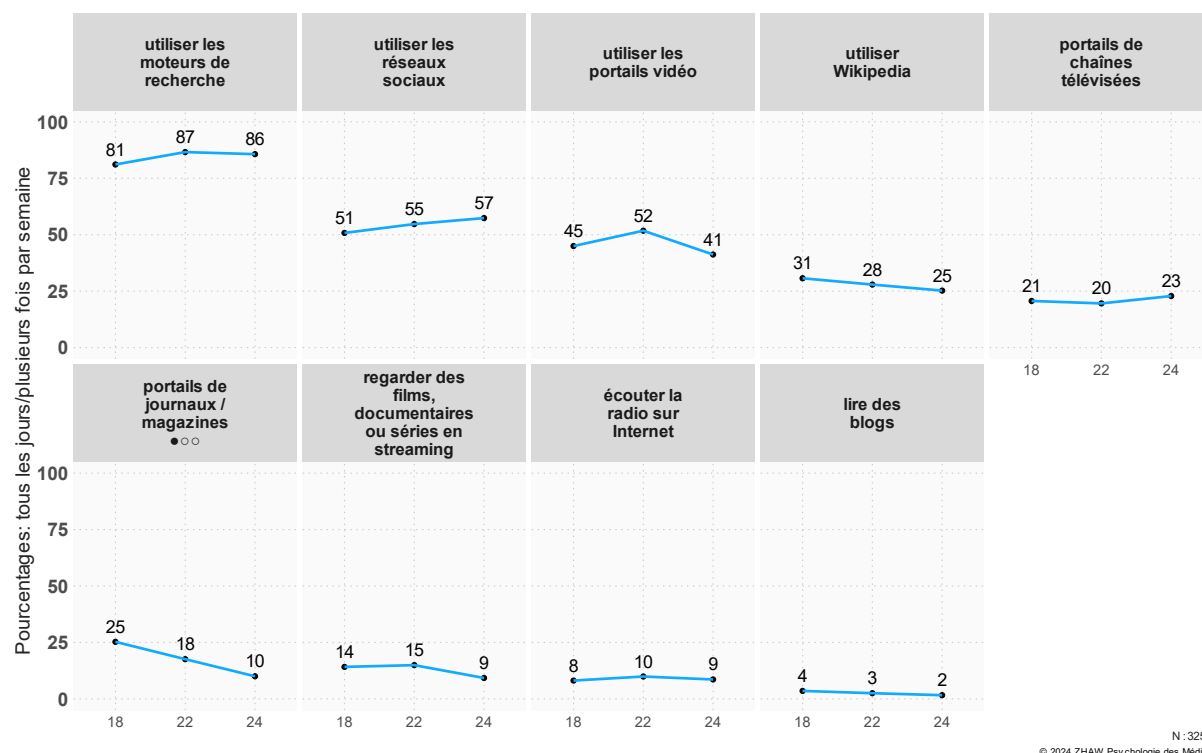 utiliser les
moteurs de
recherche
utiliser les
réseaux
sociaux
utiliser les
portails vidéo
utiliser
Wikipedia
portails de
chaînes
télévisées
Pourcentages: tous les jours/plusieurs fois par semaine
100
75
50
25
0
81 87 86
51 55 57
45 52 41
31 28 25
21 20 23
18 22 24
portails de
journaux /
magazines
●○○
regarder des
films,
documentaires
ou séries en
streaming
écouter la
radio sur
Internet
lire des
blogs
100
75
50
25
0
25 18 10
14 15 9
8 10 9
4 3 2
18 22 24
18 22 24
18 22 24
18 22 24
© 2024 ZHAW Psychologie des